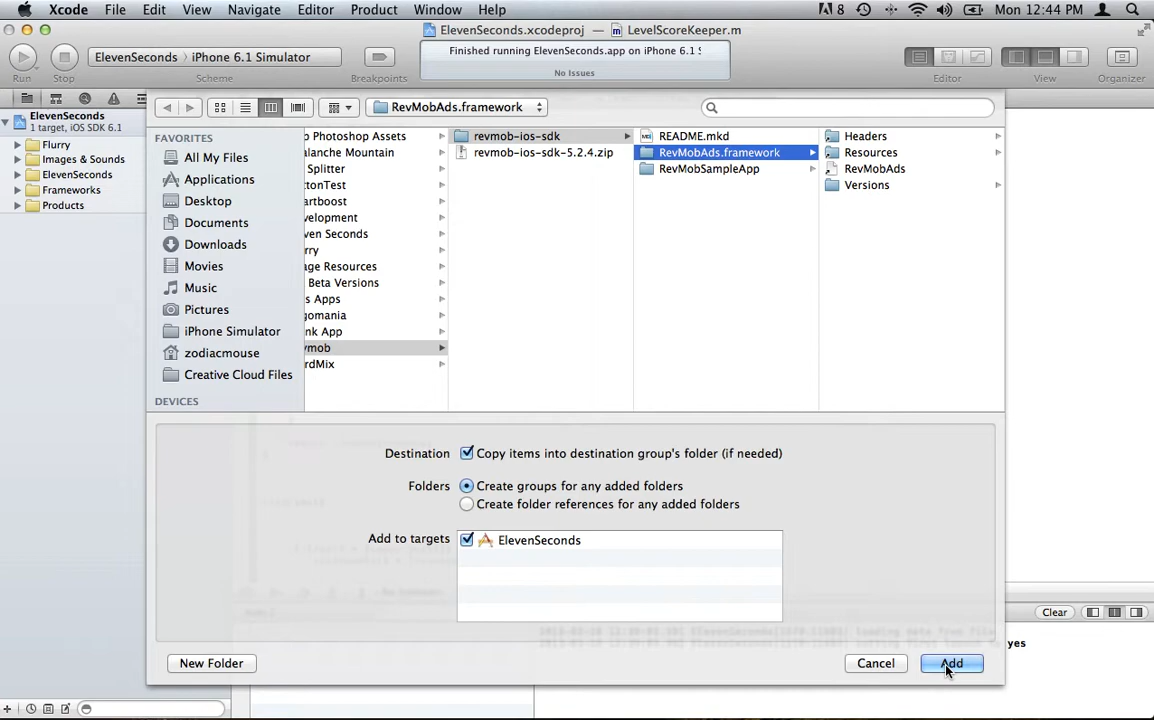 Xcode File Edit View Navigate Editor Product Window Help 8 Mon 12:44 PM
ElevenSeconds.xcodeproj — LevelScoreKeeper.m
ElevenSeconds 〉 iPhone 6.1 Simulator
Finished running ElevenSeconds.app on iPhone 6.1
No Issues
Run Stop Scheme Breakpoints Editor View Organizer
ElevenSeconds
1 target, iOS SDK 6.1
Flurry
Images & Sounds
ElevenSeconds
Frameworks
Products
RevMobAds.framework
FAVORITES
All My Files
Applications
Desktop
Documents
Downloads
Movies
Music
Pictures
iPhone Simulator
zodiacmouse
Creative Cloud Files
DEVICES
p Photoshop Assets
alanche Mountain
Splitter
ttonTest
artboost
velopment
ven Seconds
rry
age Resources
Beta Versions
s Apps
gomania
nk App
vmob
rdMix
revmob-ios-sdk
revmob-ios-sdk-5.2.4.zip
README.mkd
RevMobAds.framework
RevMobSampleApp
Headers
Resources
RevMobAds
Versions
Destination Copy items into destination group's folder (if needed)
Folders Create groups for any added folders
Create folder references for any added folders
Add to targets ElevenSeconds
Clear
yes
New Folder Cancel Add